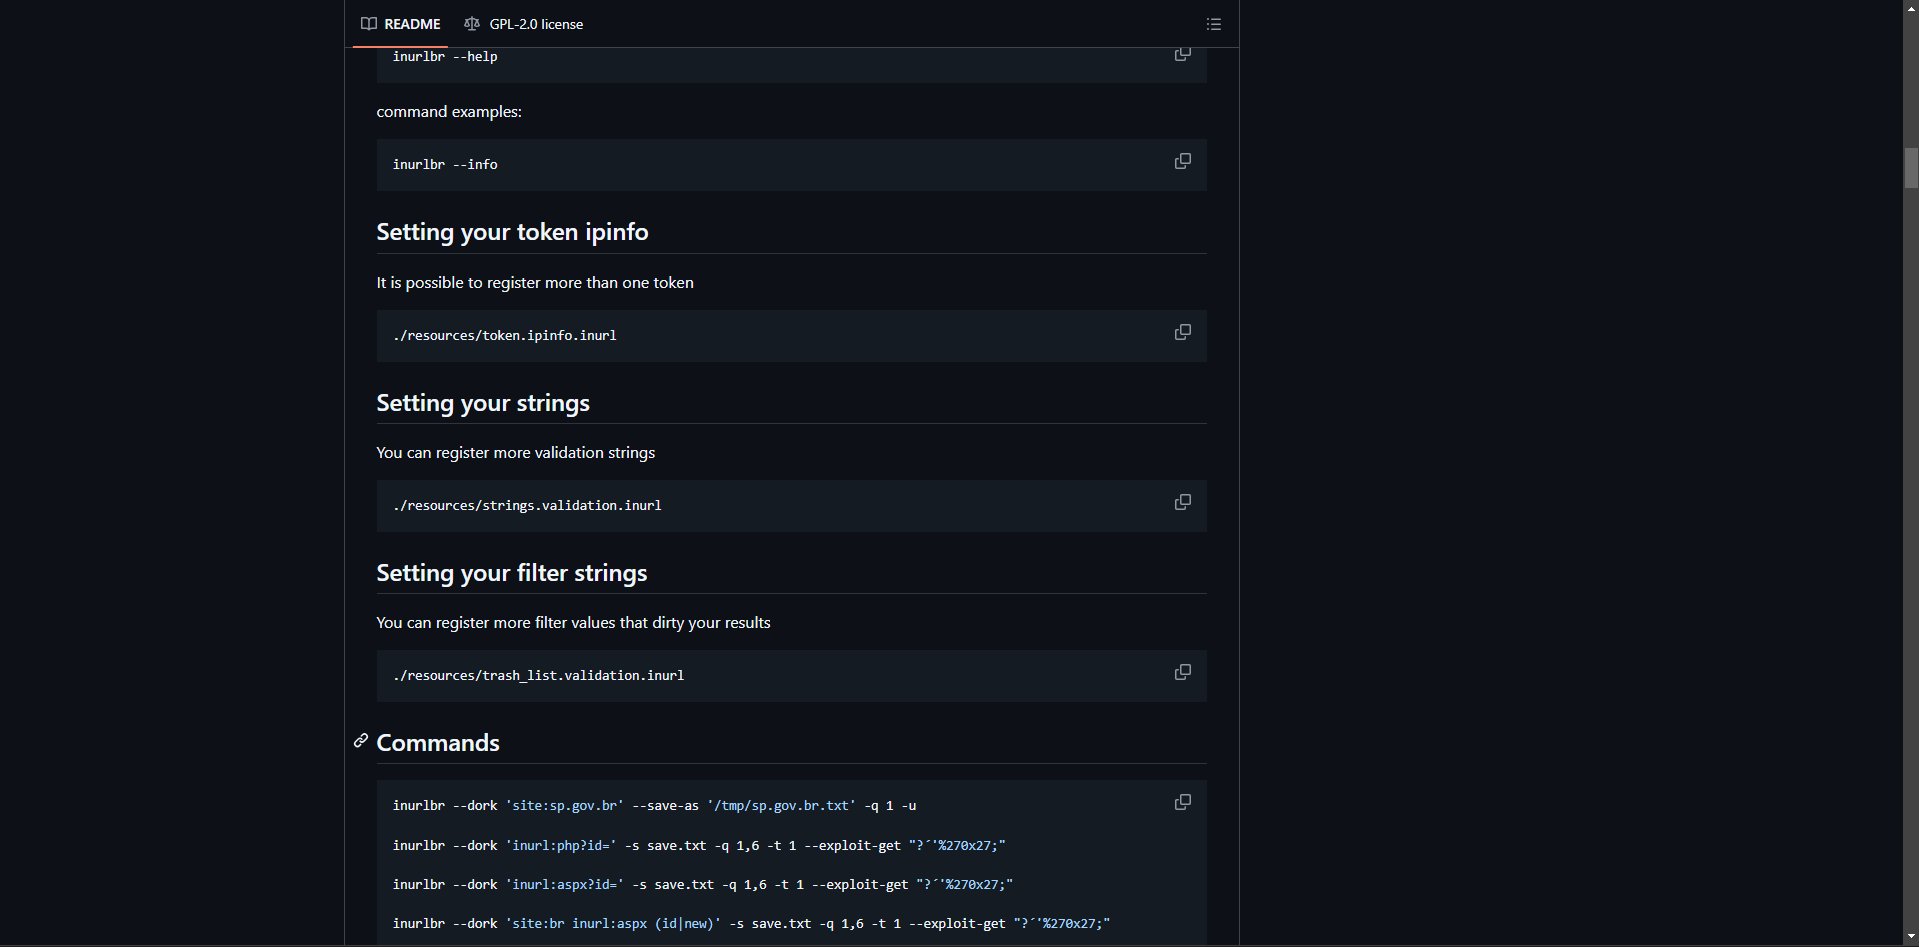 README GPL-2.0 license
inurlbr --help
command examples:
inurlbr --info
Setting your token ipinfo
It is possible to register more than one token
./resources/token.ipinfo.inurl
Setting your strings
You can register more validation strings
./resources/strings.validation.inurl
Setting your filter strings
You can register more filter values that dirty your results
./resources/trash_list.validation.inurl
Commands
inurlbr --dork 'site:sp.gov.br' --save-as '/tmp/sp.gov.br.txt' -q 1 -u
inurlbr --dork 'inurl:php?id=' -s save.txt -q 1,6 -t 1 --exploit-get "?´'%270x27;"
inurlbr --dork 'inurl:aspx?id=' -s save.txt -q 1,6 -t 1 --exploit-get "?´'%270x27;"
inurlbr --dork 'site:br inurl:aspx (id|new)' -s save.txt -q 1,6 -t 1 --exploit-get "?´'%270x27;"